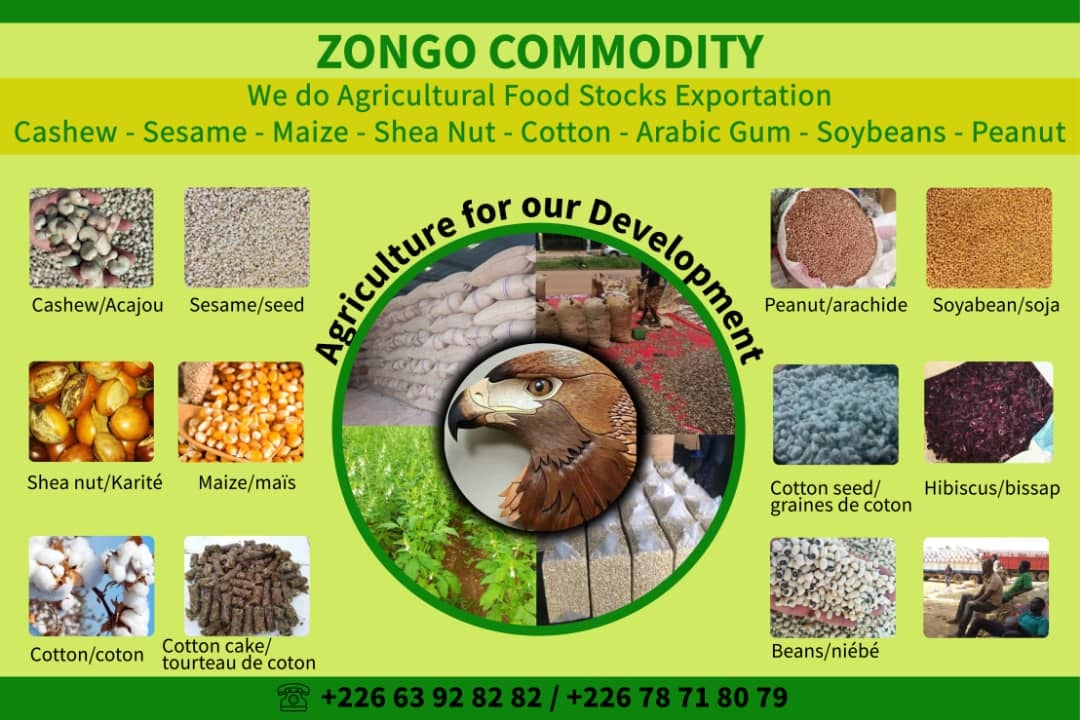 ZONGO COMMODITY
We do Agricultural Food Stocks Exportation
Cashew - Sesame - Maize - Shea Nut - Cotton - Arabic Gum - Soybeans - Peanut
Agriculture for our Development
Cashew/Acajou
Sesame/seed
Peanut/arachide
Soyabean/soja
Shea nut/Karité
Maize/maïs
Cotton seed/
graines de coton
Hibiscus/bissap
Cotton/coton
Cotton cake/
tourteau de coton
Beans/niébé
+226 63 92 82 82 / +226 78 71 80 79